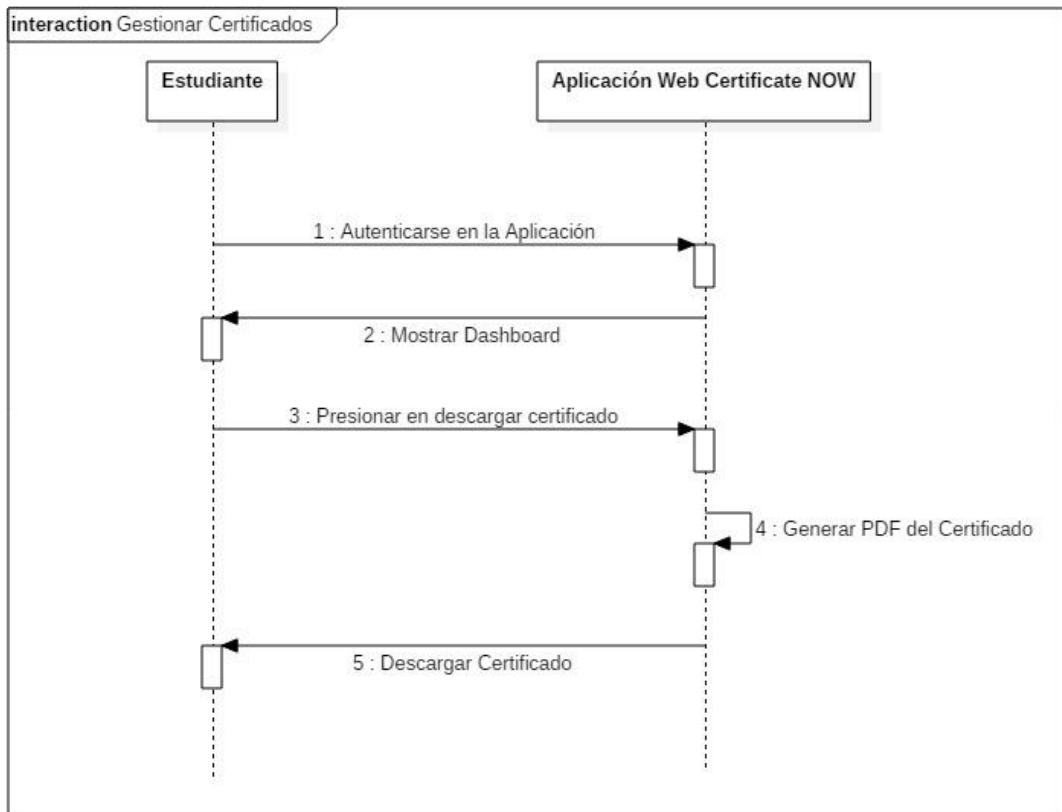 interaction Gestionar Certificados
Estudiante
Aplicación Web Certificate NOW
1 : Autenticarse en la Aplicación
2 : Mostrar Dashboard
3 : Presionar en descargar certificado
4 : Generar PDF del Certificado
5 : Descargar Certificado